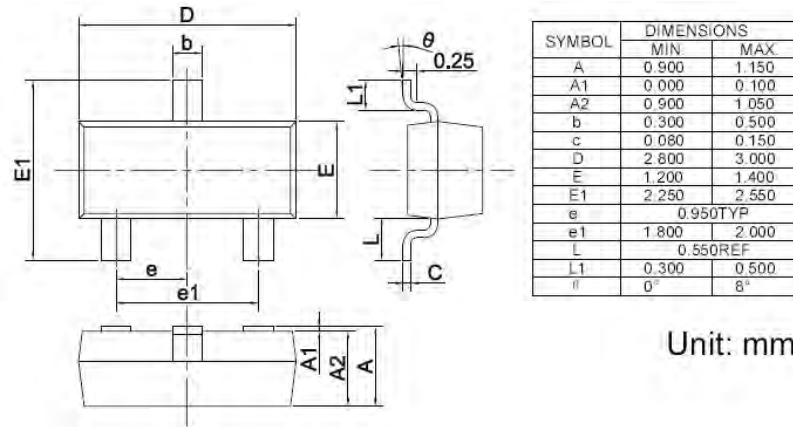 D
b
θ
0.25
L1
E1
E
L
C
e
e1
A1
A2
A
SYMBOL DIMENSIONS
MIN MAX
A 0.900 1.150
A1 0.000 0.100
A2 0.900 1.050
b 0.300 0.500
c 0.080 0.150
D 2.800 3.000
E 1.200 1.400
E1 2.250 2.550
e 0.950TYP
e1 1.800 2.000
L 0.550REF
L1 0.300 0.500
0° 8°
Unit: mm